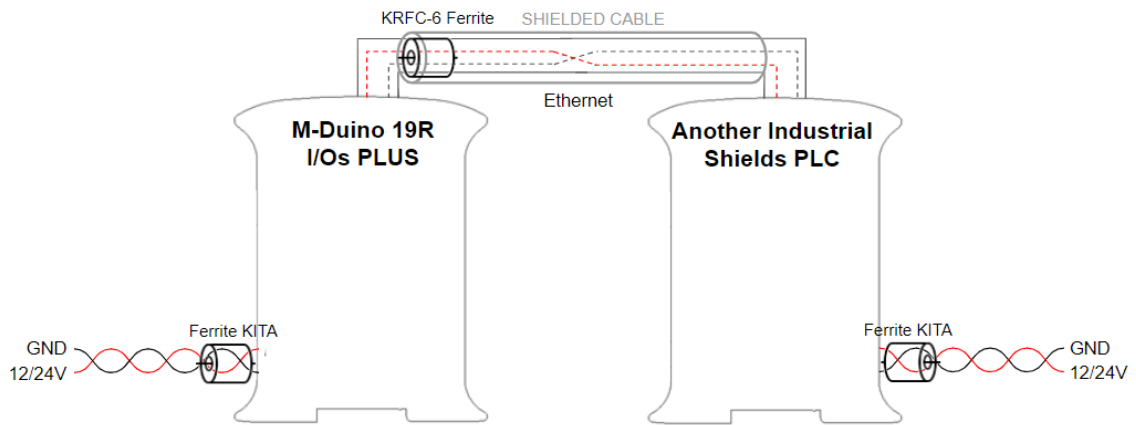 KRFC-6 Ferrite
SHIELDED CABLE
Ethernet
M-Duino 19R
I/Os PLUS
Another Industrial
Shields PLC
Ferrite KITA
GND
12/24V
Ferrite KITA
GND
12/24V